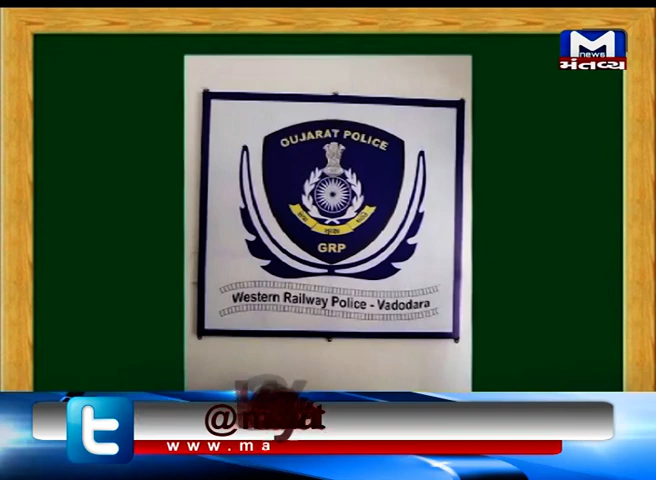 M
news
મંતવ્ય
GUJARAT POLICE
GRP
Western Railway Police - Vadodara
www.ma